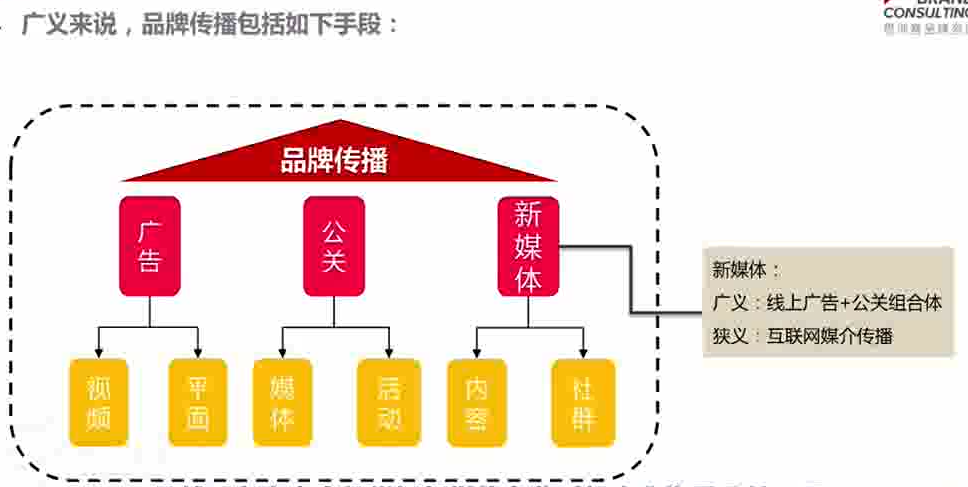 广义来说，品牌传播包括如下手段：
CONSULTING
品牌传播
广告
公关
新媒体
新媒体：
广义：线上广告+公关组合体
狭义：互联网媒介传播
视频
平面
媒体
活动
内容
社群